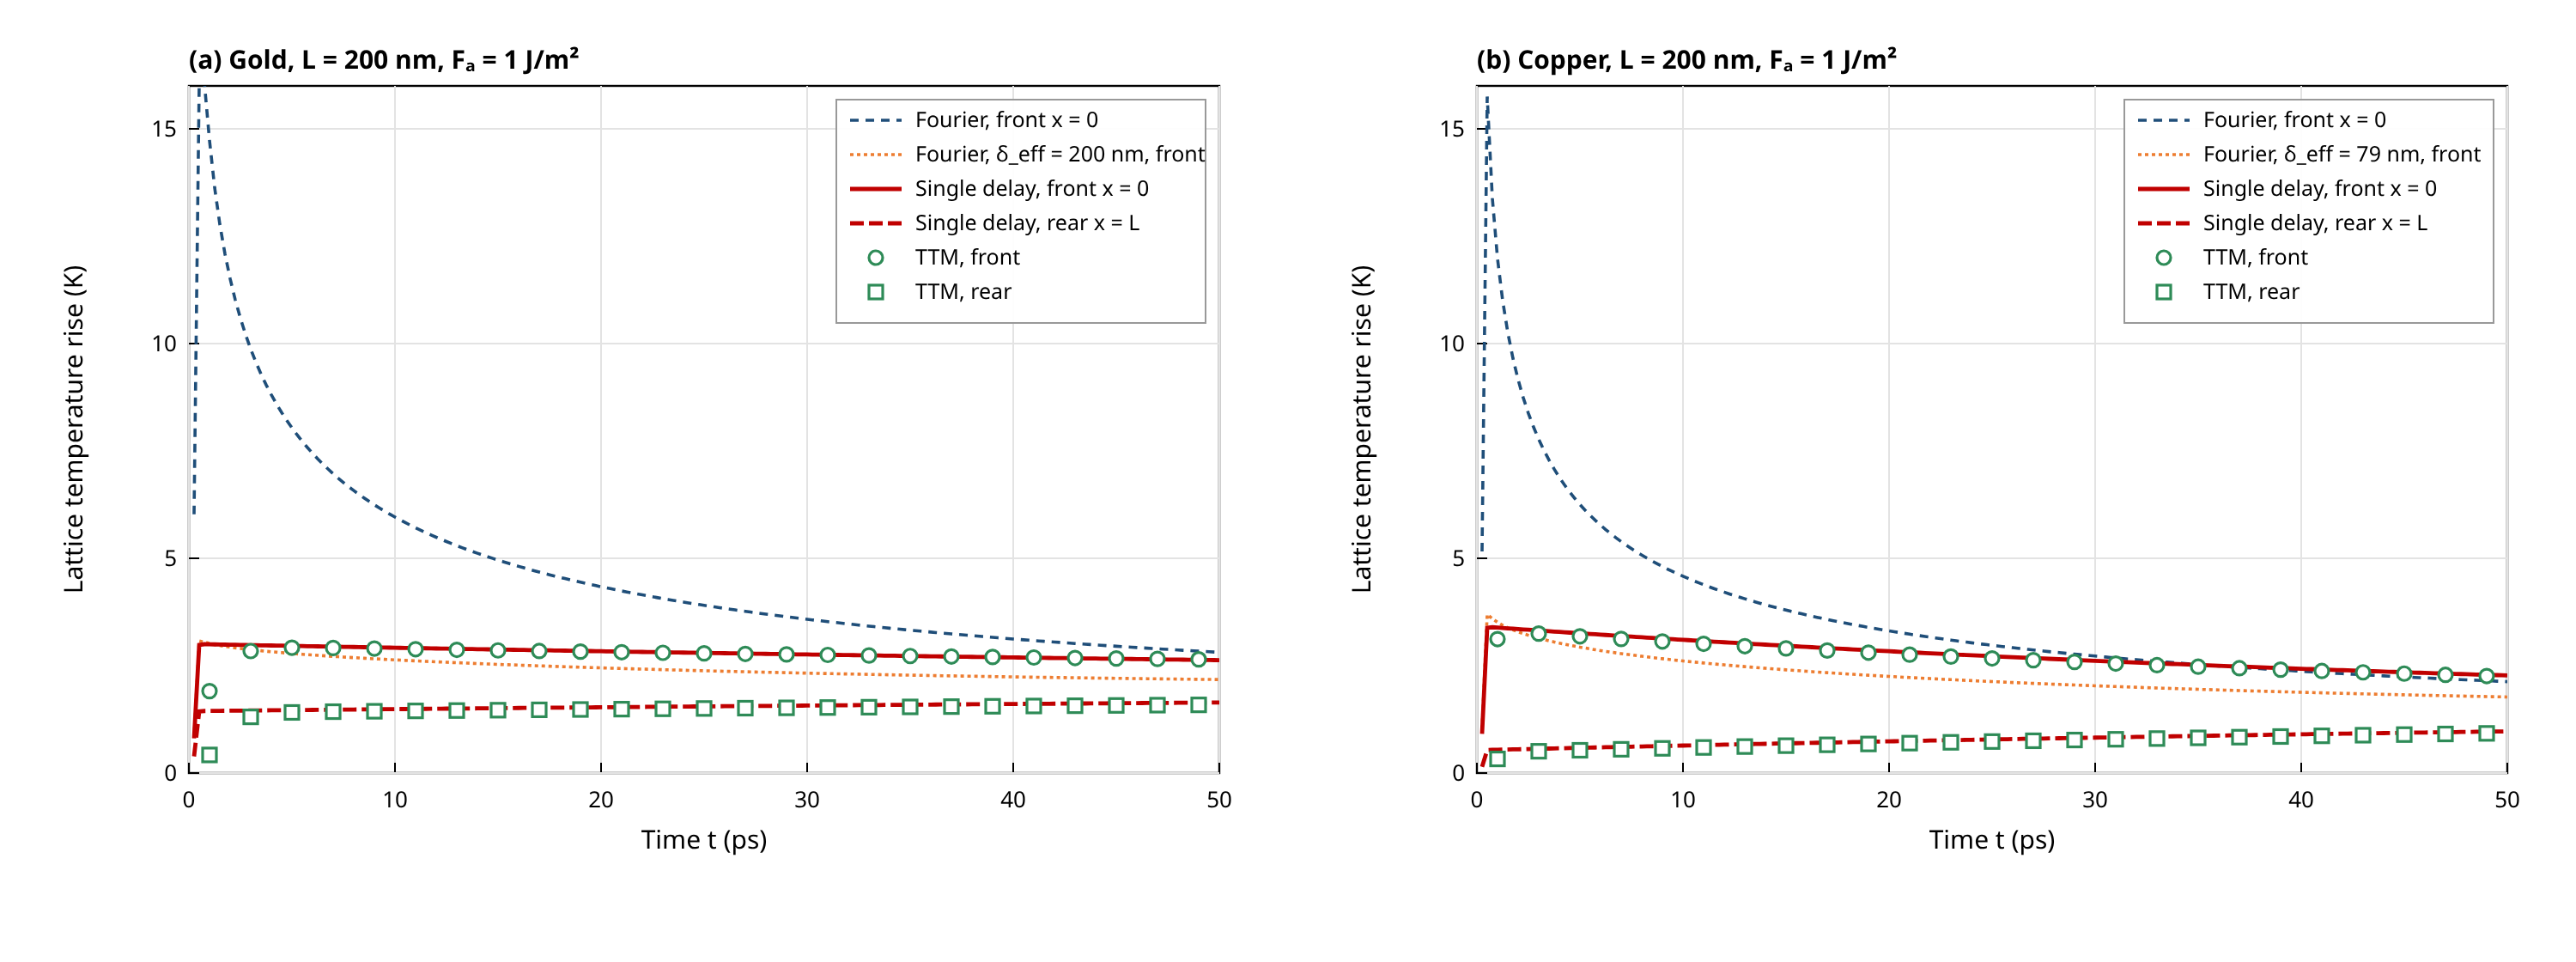 (a) Gold, L = 200 nm, Fₐ = 1 J/m²
Lattice temperature rise (K)
15
10
5
0
Fourier, front x = 0
Fourier, δ_eff = 200 nm, front
Single delay, front x = 0
Single delay, rear x = L
TTM, front
TTM, rear
0 10 20 30 40 50
Time t (ps)
(b) Copper, L = 200 nm, Fₐ = 1 J/m²
Lattice temperature rise (K)
15
10
5
0
Fourier, front x = 0
Fourier, δ_eff = 79 nm, front
Single delay, front x = 0
Single delay, rear x = L
TTM, front
TTM, rear
0 10 20 30 40 50
Time t (ps)